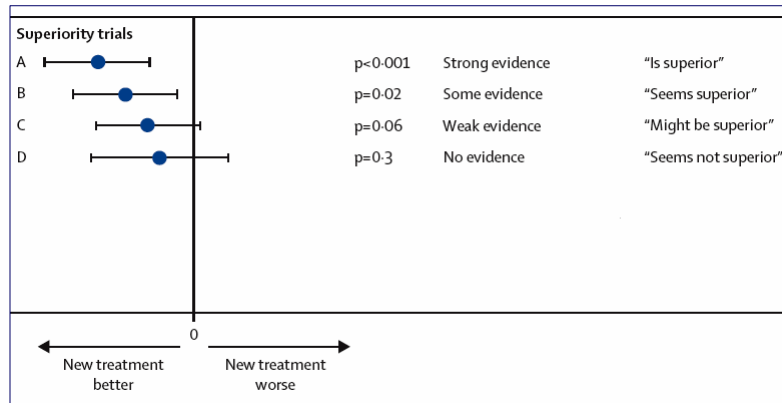 Superiority trials
A p<0·001 Strong evidence “Is superior”
B p=0·02 Some evidence “Seems superior”
C p=0·06 Weak evidence “Might be superior”
D p=0·3 No evidence “Seems not superior”
0
New treatment better
New treatment worse